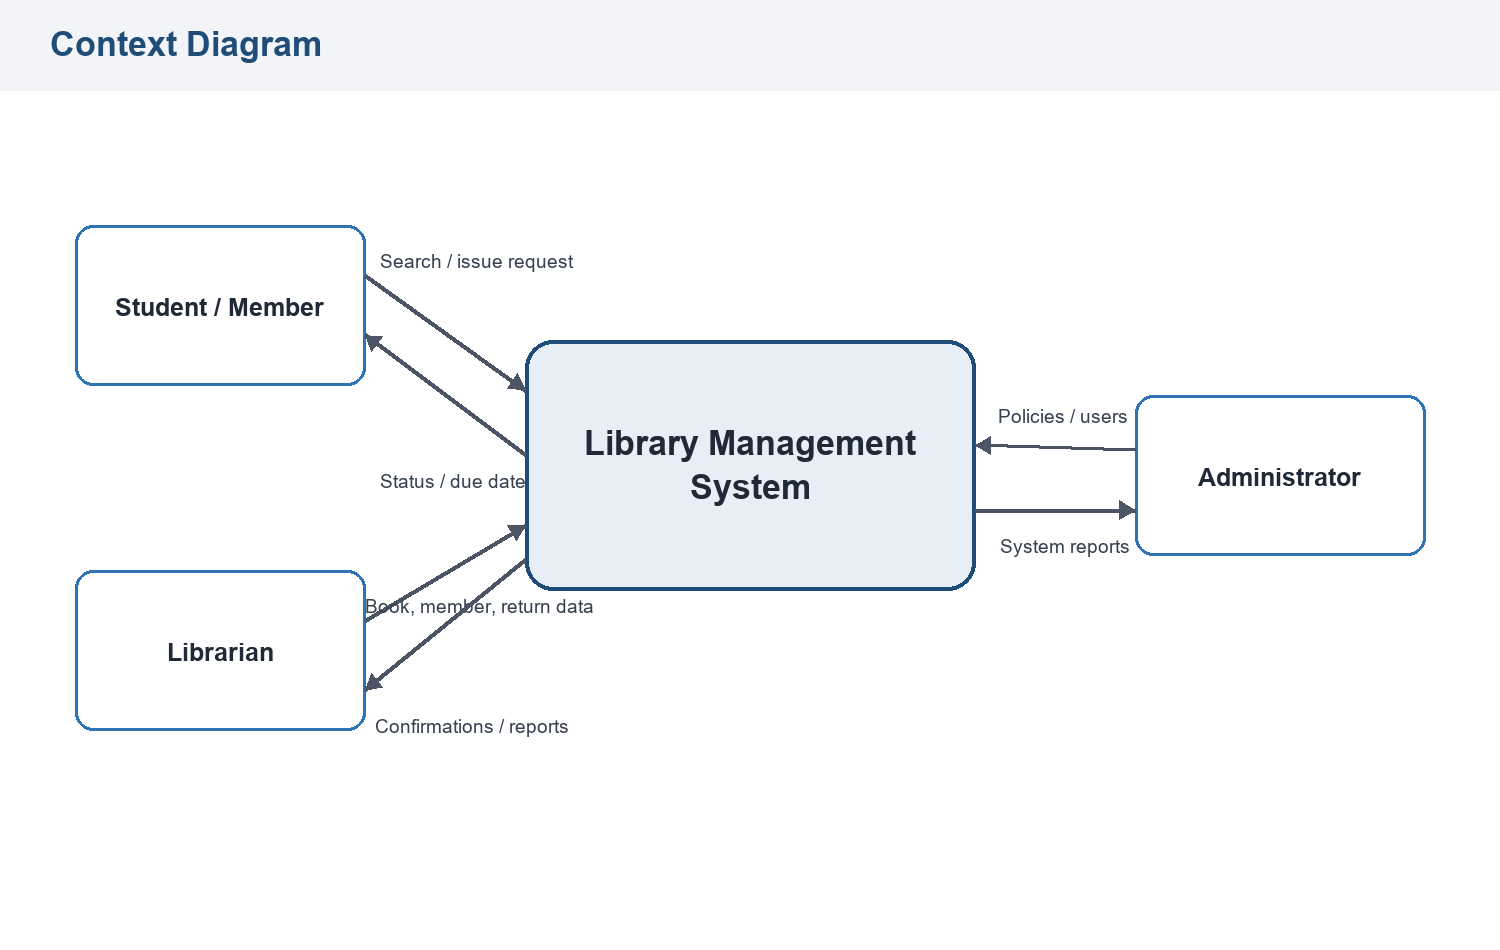 Context Diagram
Search / issue request
Student / Member
Library Management
System
Policies / users
Administrator
Status / due date
System reports
Book, member, return data
Librarian
Confirmations / reports